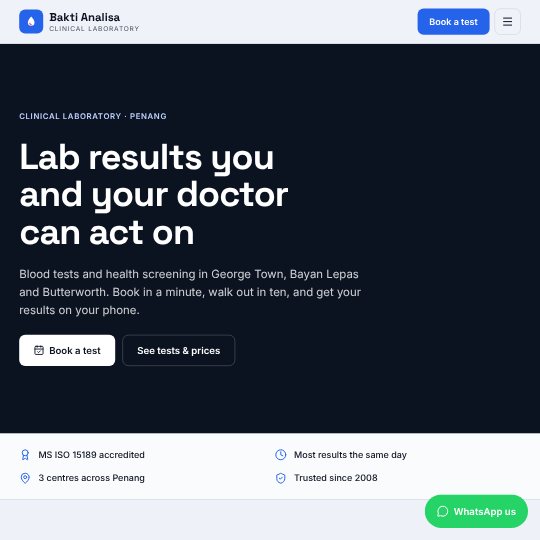 Bakti Analisa
CLINICAL LABORATORY
Book a test
CLINICAL LABORATORY · PENANG
Lab results you
and your doctor
can act on
Blood tests and health screening in George Town, Bayan Lepas
and Butterworth. Book in a minute, walk out in ten, and get your
results on your phone.
Book a test
See tests & prices
MS ISO 15189 accredited
Most results the same day
3 centres across Penang
Trusted since 2008
WhatsApp us